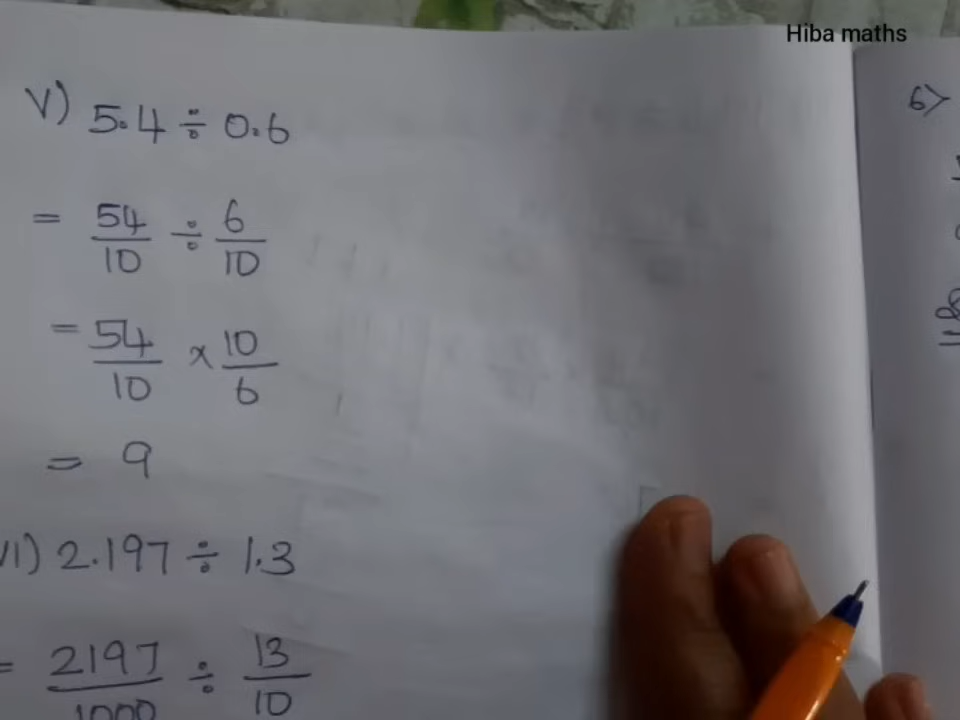 Hiba maths
V) 5.4 ÷ 0.6
= 54/10 ÷ 6/10
= 54/10 × 10/6
= 9
VI) 2.197 ÷ 1.3
= 2197/1000 ÷ 13/10
6)